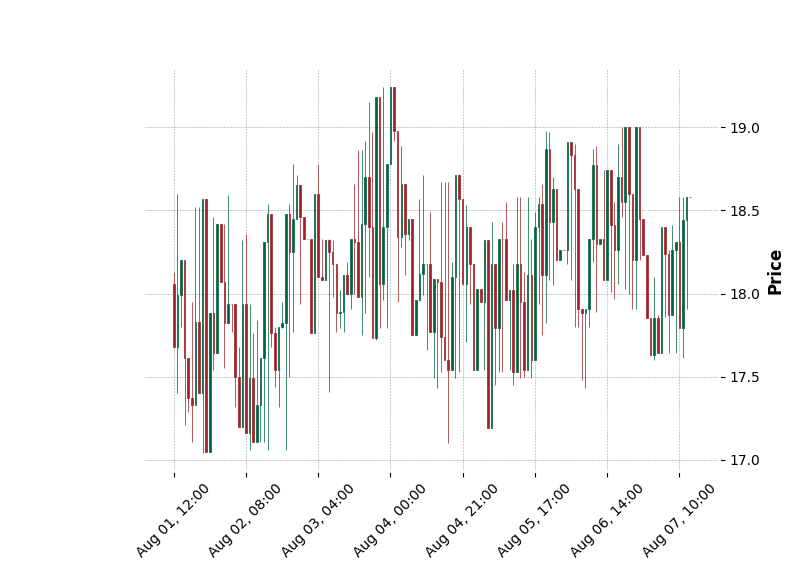 19.0
18.5
18.0
17.5
17.0
Price
Aug 01, 12:00
Aug 02, 08:00
Aug 03, 04:00
Aug 04, 00:00
Aug 04, 21:00
Aug 05, 17:00
Aug 06, 14:00
Aug 07, 10:00